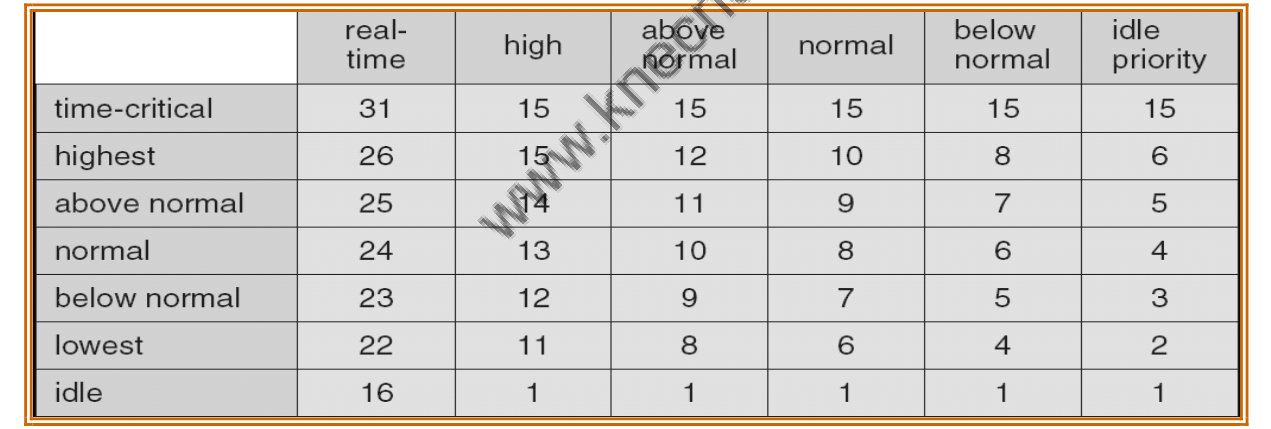 real-time high above normal normal below normal idle priority
time-critical 31 15 15 15 15 15
highest 26 15 12 10 8 6
above normal 25 14 11 9 7 5
normal 24 13 10 8 6 4
below normal 23 12 9 7 5 3
lowest 22 11 8 6 4 2
idle 16 1 1 1 1 1
www.knecn